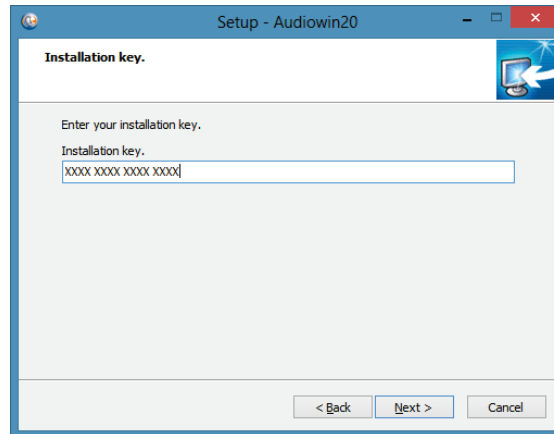 Setup - Audiowin20
Installation key.
Enter your installation key.
Installation key.
XXXX XXXX XXXX XXXX
< Back
Next >
Cancel